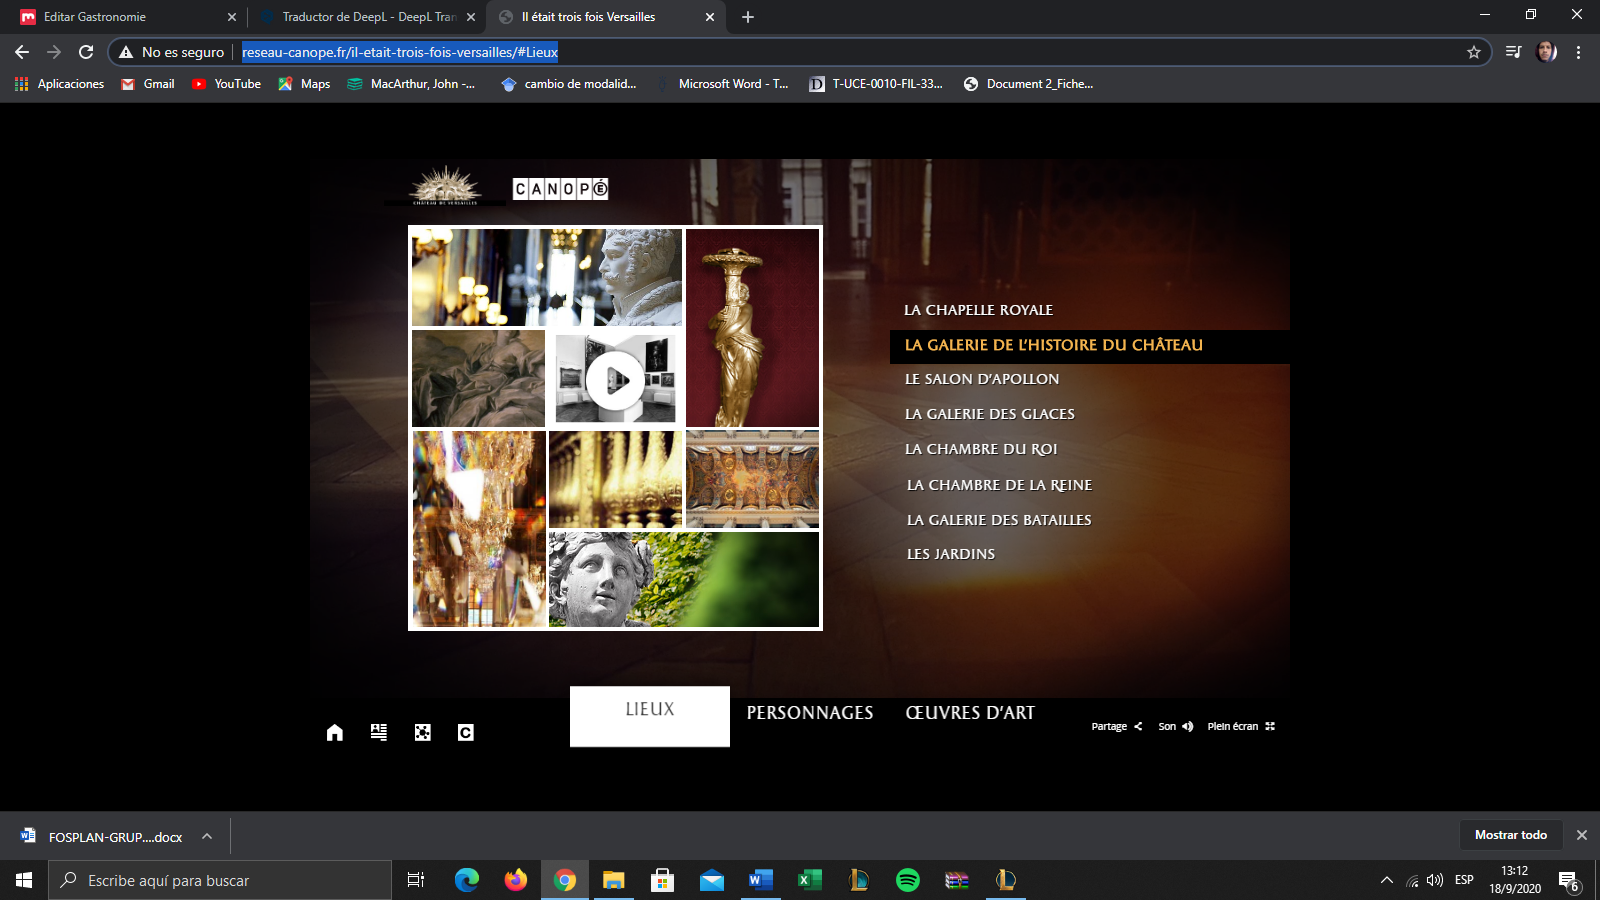 Editar Gastronomie
Traductor de DeepL - DeepL Tran
Il était trois fois Versailles
No es seguro
reseau-canope.fr/il-etait-trois-fois-versailles/#Lieux
Aplicaciones
Gmail
YouTube
Maps
MacArthur, John -...
cambio de modalid...
Microsoft Word - T...
T-UCE-0010-FIL-33...
Document 2_Fiche...
CHÂTEAU DE VERSAILLES
CANOPÉ
LA CHAPELLE ROYALE
LA GALERIE DE L'HISTOIRE DU CHÂTEAU
LE SALON D'APOLLON
LA GALERIE DES GLACES
LA CHAMBRE DU ROI
LA CHAMBRE DE LA REINE
LA GALERIE DES BATAILLES
LES JARDINS
LIEUX
PERSONNAGES
ŒUVRES D'ART
Partage
Son
Plein écran
FOSPLAN-GRUP....docx
Mostrar todo
Escribe aquí para buscar
ESP
13:12
18/9/2020
6